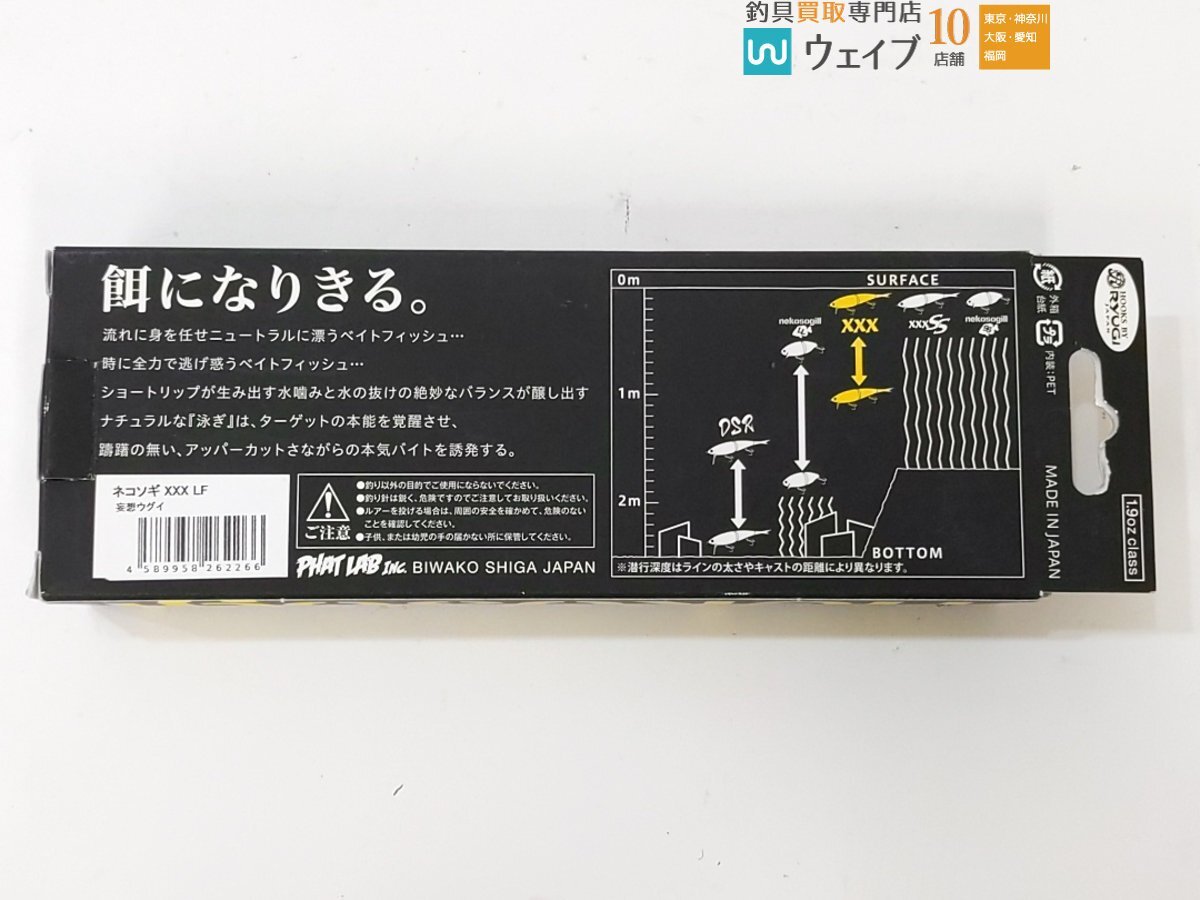 釣具買取専門店
ウェイブ
10
店舗
東京・神奈川
大阪・愛知
福岡
餌になりきる。
流れに身を任せニュートラルに漂うベイトフィッシュ…
時に全力で逃げ惑うベイトフィッシュ…
ショートリップが生み出す水噛みと水の抜けの絶妙なバランスが醸し出す
ナチュラルな『泳ぎ』は、ターゲットの本能を覚醒させ、
躊躇の無い、アッパーカットさながらの本気バイトを誘発する。
ネコソギ XXX LF
妄想ウグイ
4 589958 262266
ご注意
●釣り以外の目的でご使用にならないでください。
●釣り針は鋭く、危険ですのでご注意してお取り扱いください。
●ルアーを投げる場合は、周囲の安全を確かめて、危険のない
ことを確認してください。
●子供、または幼児の手の届かない所に保管してください。
PHAT LAB INC. BIWAKO SHIGA JAPAN
0m
SURFACE
nekosogill
XXX
XXX SS
nekosogill
1m
DSR
2m
BOTTOM
※潜行深度はラインの太さやキャストの距離により異なります。
紙
外箱
台紙
プラ
内装:PET
HOOKS BY
RYUGI
JAPAN
MADE IN JAPAN
1.9oz class